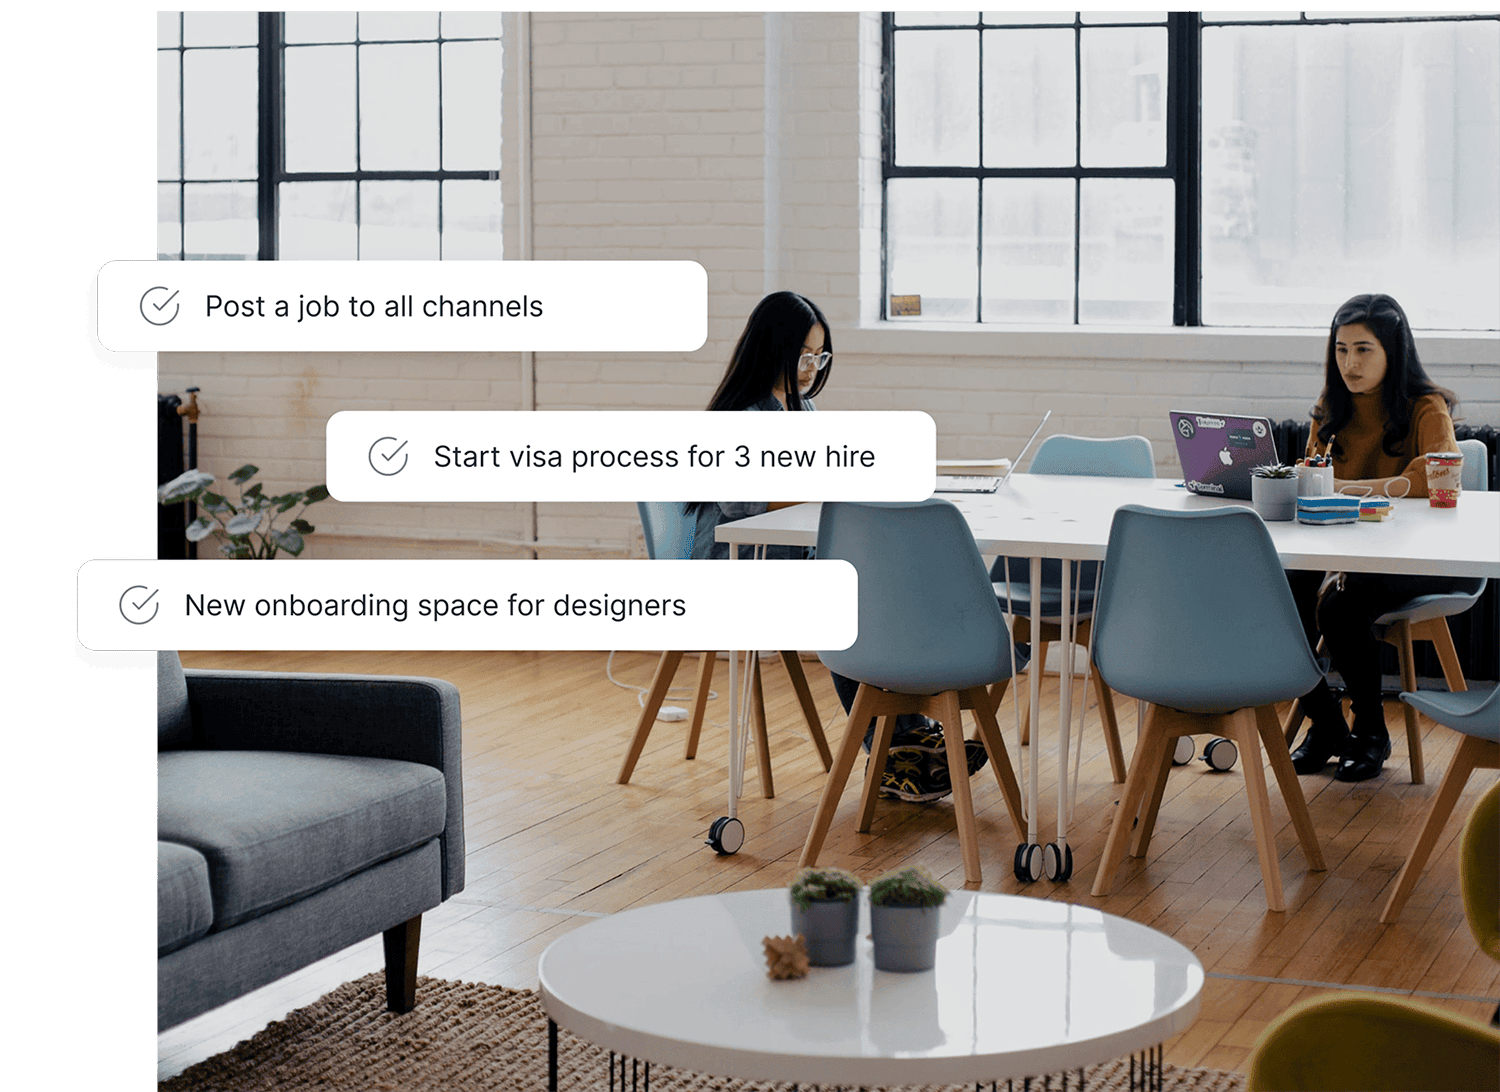 Post a job to all channels
Start visa process for 3 new hire
New onboarding space for designers